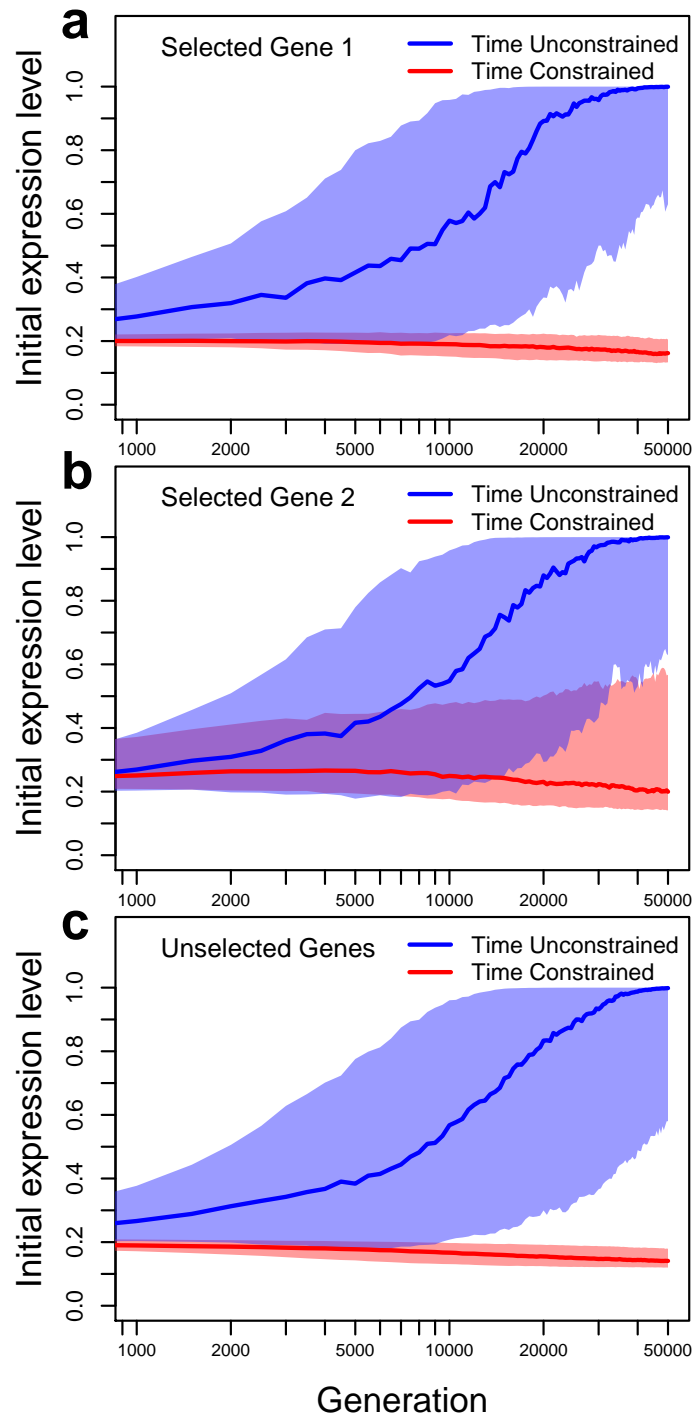 a
Selected Gene 1
Time Unconstrained
Time Constrained
Initial expression level
0.0 0.2 0.4 0.6 0.8 1.0
1000 2000 5000 10000 20000 50000
b
Selected Gene 2
Time Unconstrained
Time Constrained
Initial expression level
0.0 0.2 0.4 0.6 0.8 1.0
1000 2000 5000 10000 20000 50000
c
Unselected Genes
Time Unconstrained
Time Constrained
Initial expression level
0.0 0.2 0.4 0.6 0.8 1.0
1000 2000 5000 10000 20000 50000
Generation